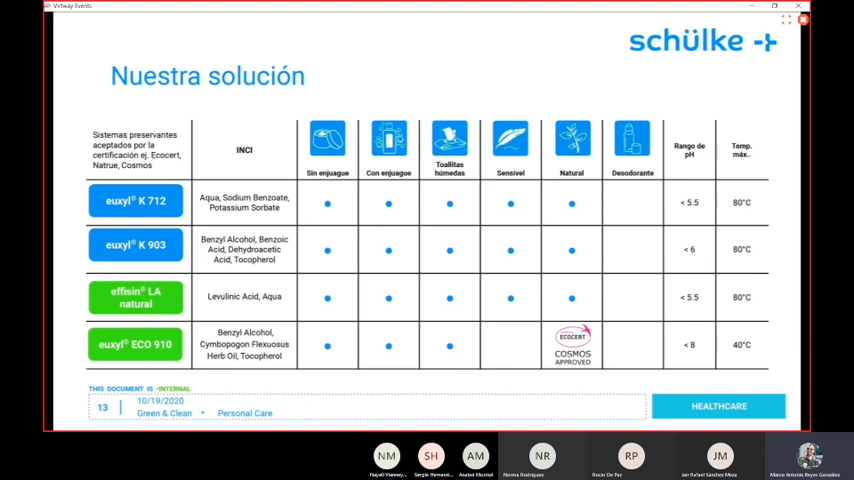 Virtway Events
schülke
Nuestra solución
Sistemas preservantes
aceptados por la
certificación ej. Ecocert,
Natrue, Cosmos
INCI
Sin enjuague
Con enjuague
Toallitas
húmedas
Sensível
Natural
Desodorante
Rango de
pH
Temp.
máx..
euxyl® K 712
Aqua, Sodium Benzoate,
Potassium Sorbate
< 5.5
80°C
euxyl® K 903
Benzyl Alcohol, Benzoic
Acid, Dehydroacetic
Acid, Tocopherol
< 6
80°C
effisin® LA
natural
Levulinic Acid, Aqua
< 5.5
80°C
euxyl® ECO 910
Benzyl Alcohol,
Cymbopogon Flexuosus
Herb Oil, Tocopherol
ECOCERT
COSMOS
APPROVED
< 8
40°C
THIS DOCUMENT IS -INTERNAL
13
10/19/2020
Green & Clean • Personal Care
HEALTHCARE
NM
SH
AM
NR
RP
JM
Sergio Hernand...
Anabel Montiel
Norma Rodriguez
Rocio De Paz
Jair Rafael Sánchez Meza
Marco Antonio Reyes González